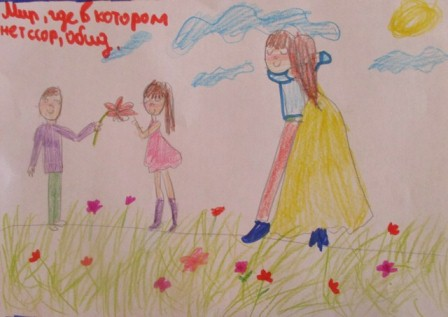 Мир, где в котором
нет ссор, обид.